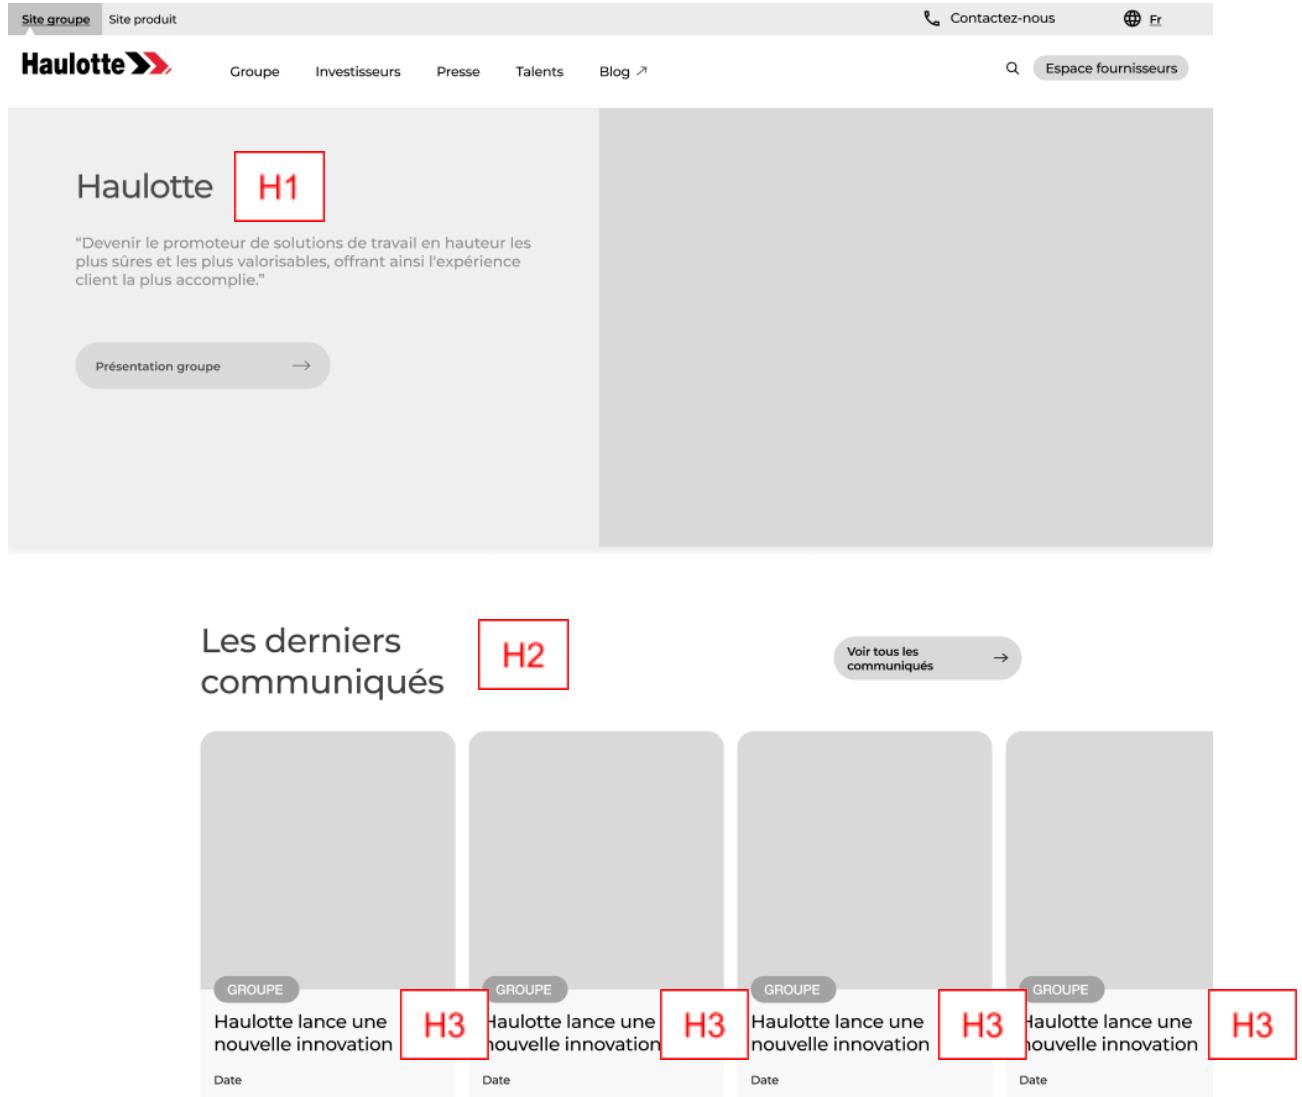 Site groupe Site produit Contactez-nous Fr
Haulotte Groupe Investisseurs Presse Talents Blog ↗ Espace fournisseurs
Haulotte H1
“Devenir le promoteur de solutions de travail en hauteur les
plus sûres et les plus valorisables, offrant ainsi l'expérience
client la plus accomplie.”
Présentation groupe →
Les derniers
communiqués
H2
Voir tous les
communiqués →
GROUPE
Haulotte lance une
nouvelle innovation
H3
Date
GROUPE
Haulotte lance une
nouvelle innovation
H3
Date
GROUPE
Haulotte lance une
nouvelle innovation
H3
Date
GROUPE
Haulotte lance une
nouvelle innovation
H3
Date